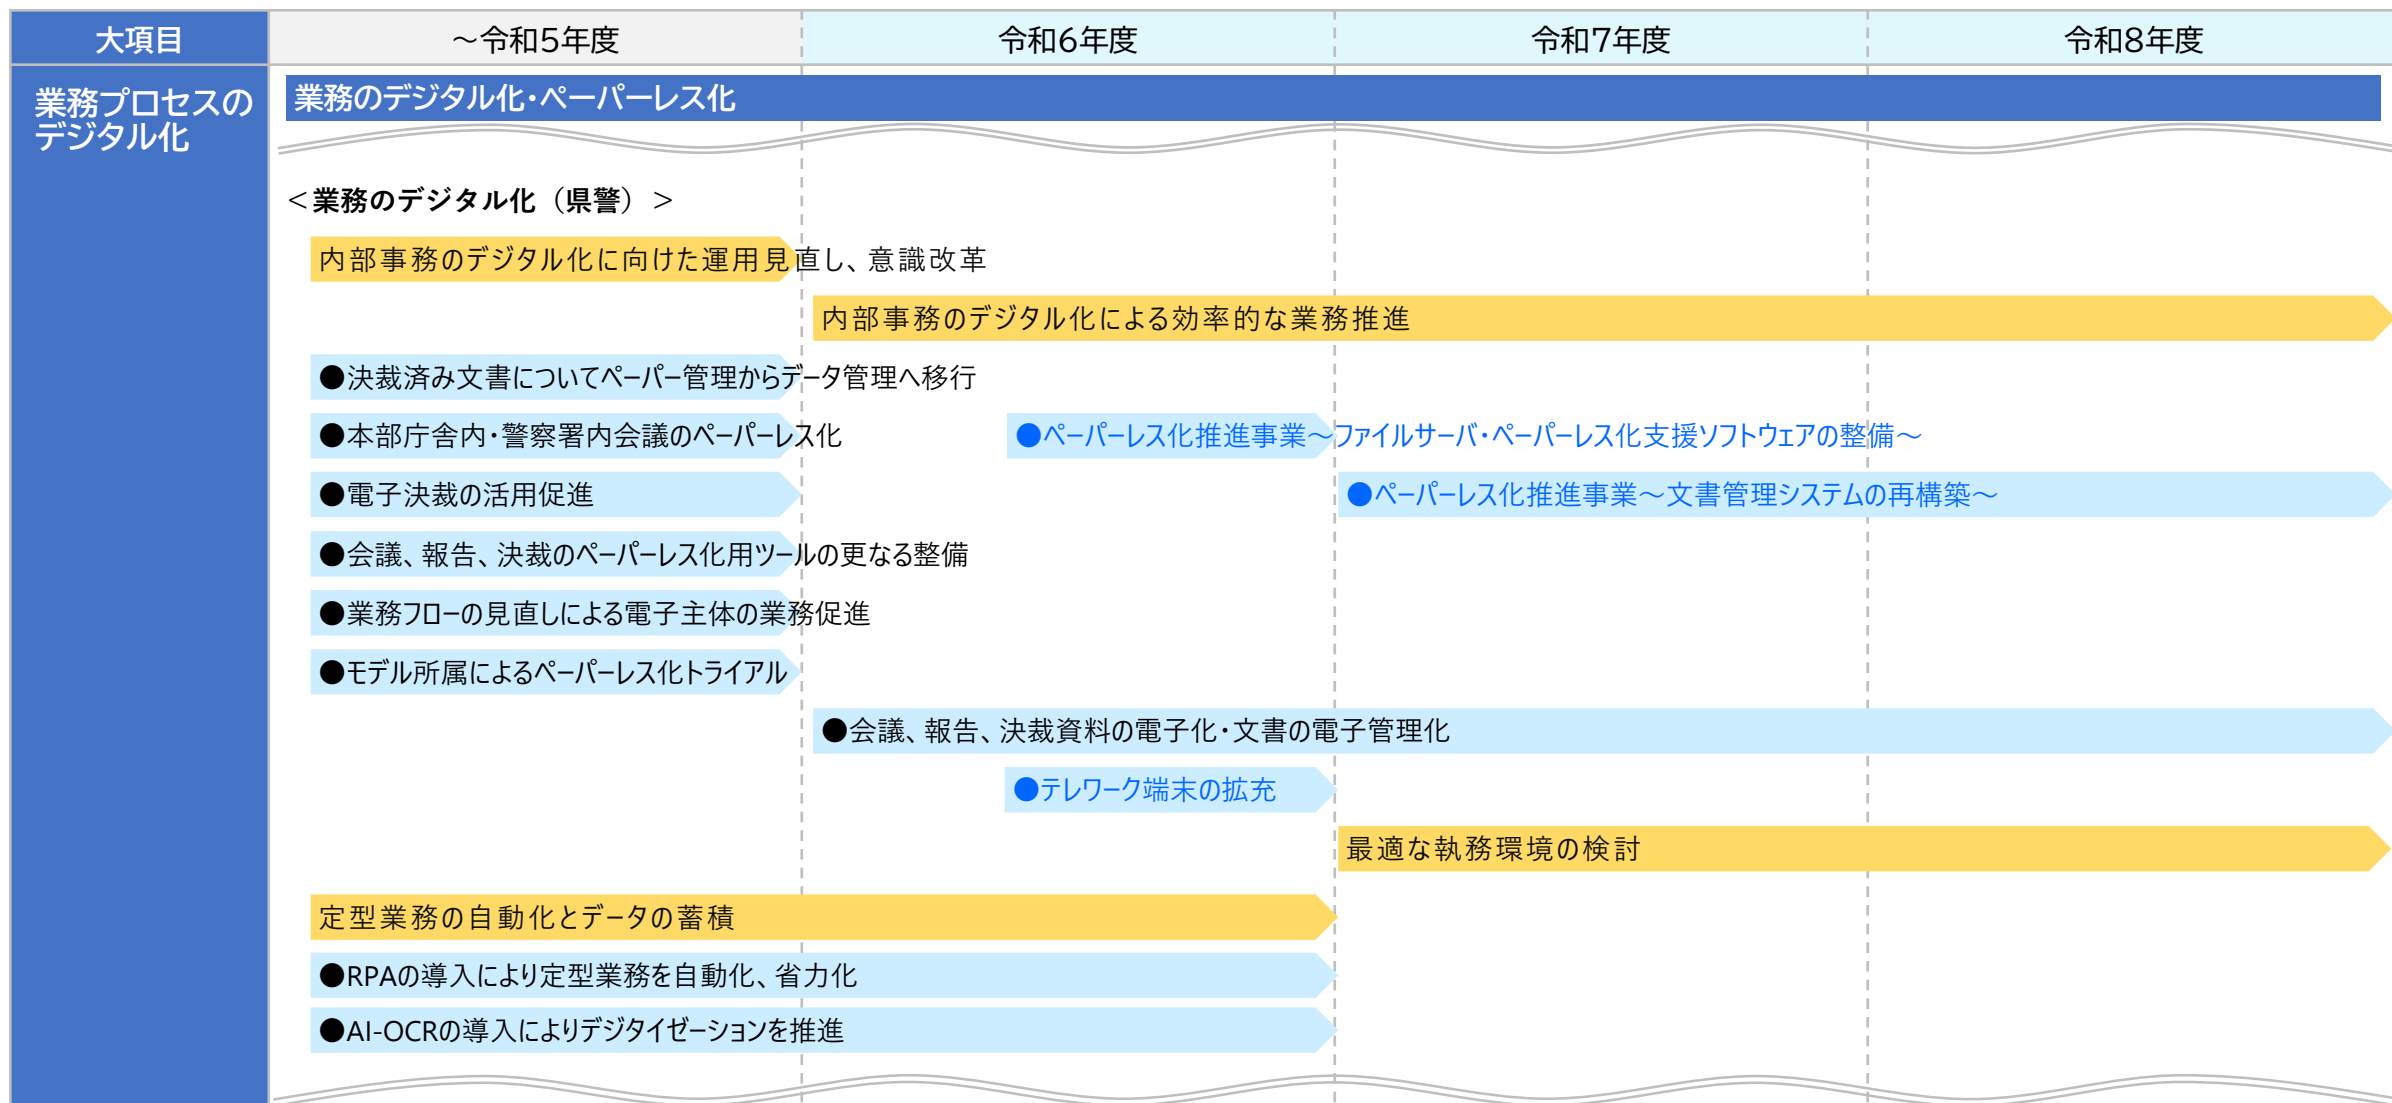 大項目
～令和5年度
令和6年度
令和7年度
令和8年度
業務プロセスの
デジタル化
業務のデジタル化・ペーパーレス化
＜業務のデジタル化（県警）＞
内部事務のデジタル化に向けた運用見直し、意識改革
内部事務のデジタル化による効率的な業務推進
●決裁済み文書についてペーパー管理からデータ管理へ移行
●本部庁舎内・警察署内会議のペーパーレス化
●ペーパーレス化推進事業～ファイルサーバ・ペーパーレス化支援ソフトウェアの整備～
●電子決裁の活用促進
●ペーパーレス化推進事業～文書管理システムの再構築～
●会議、報告、決裁のペーパーレス化用ツールの更なる整備
●業務フローの見直しによる電子主体の業務促進
●モデル所属によるペーパーレス化トライアル
●会議、報告、決裁資料の電子化・文書の電子管理化
●テレワーク端末の拡充
最適な執務環境の検討
定型業務の自動化とデータの蓄積
●RPAの導入により定型業務を自動化、省力化
●AI-OCRの導入によりデジタイゼーションを推進